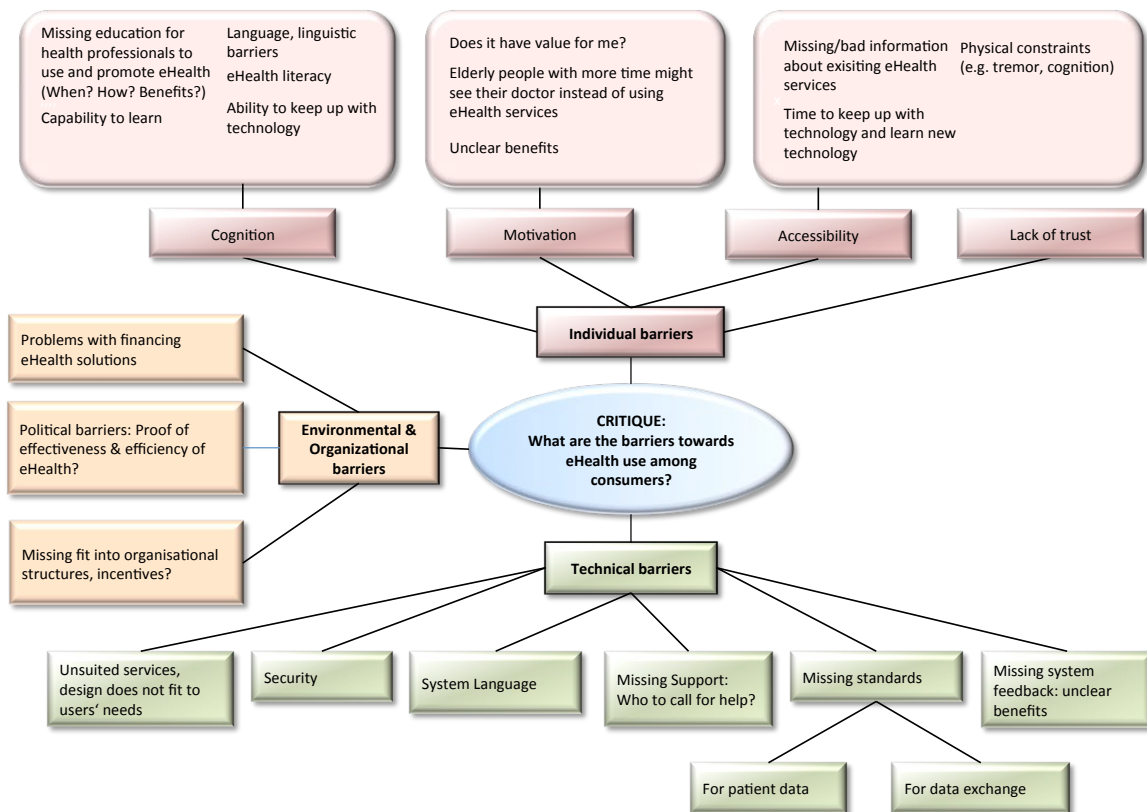 Missing education for
health professionals to
use and promote eHealth
(When? How? Benefits?)
Capability to learn
Language, linguistic
barriers
eHealth literacy
Ability to keep up with
technology
Does it have value for me?
Elderly people with more time might
see their doctor instead of using
eHealth services
Unclear benefits
Missing/bad information
about exisiting eHealth
services
Time to keep up with
technology and learn new
technology
Physical constraints
(e.g. tremor, cognition)
Cognition
Motivation
Accessibility
Lack of trust
Individual barriers
Problems with financing
eHealth solutions
Political barriers: Proof of
effectiveness & efficiency of
eHealth?
Missing fit into organisational
structures, incentives?
Environmental &
Organizational
barriers
CRITIQUE:
What are the barriers towards
eHealth use among
consumers?
Technical barriers
Unsuited services,
design does not fit to
users‘ needs
Security
System Language
Missing Support:
Who to call for help?
Missing standards
Missing system
feedback: unclear
benefits
For patient data
For data exchange